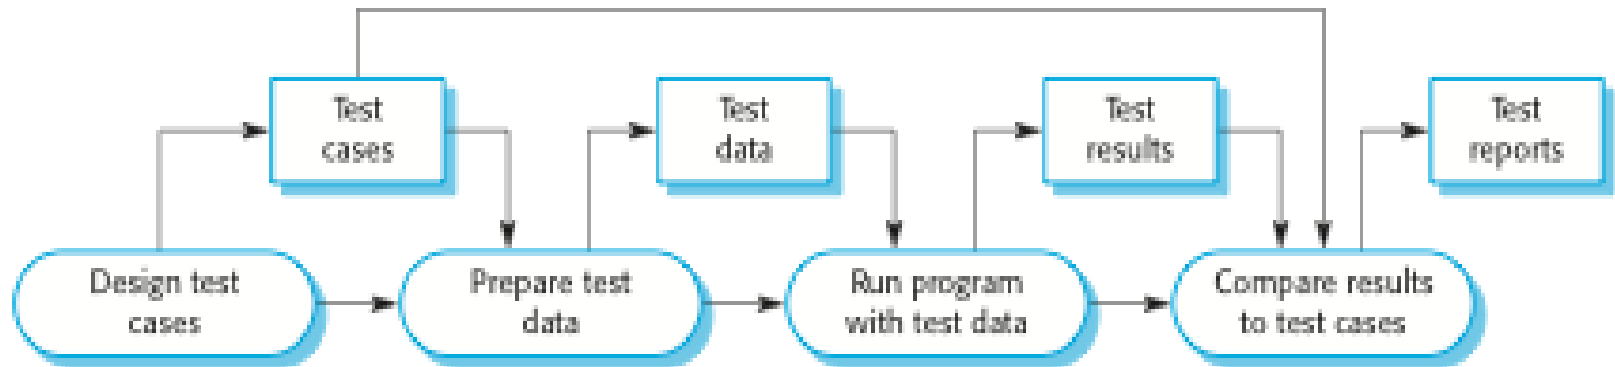 Test
cases
Test
data
Test
results
Test
reports
Design test
cases
Prepare test
data
Run program
with test data
Compare results
to test cases